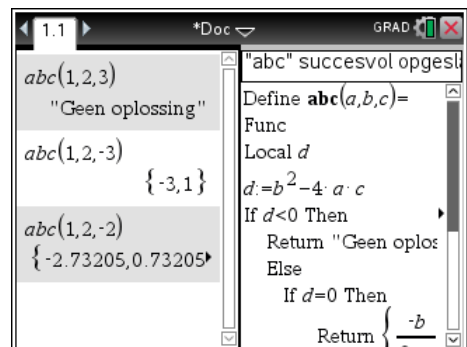 1.1
*Doc
GRAD
abc(1,2,3)
"Geen oplossing"
abc(1,2,-3)
{-3,1}
abc(1,2,-2)
{-2.73205,0.73205
"abc" succesvol opgesla
Define abc(a,b,c)=
Func
Local d
d:=b²-4·a·c
If d<0 Then
Return "Geen oplos
Else
If d=0 Then
Return { -b